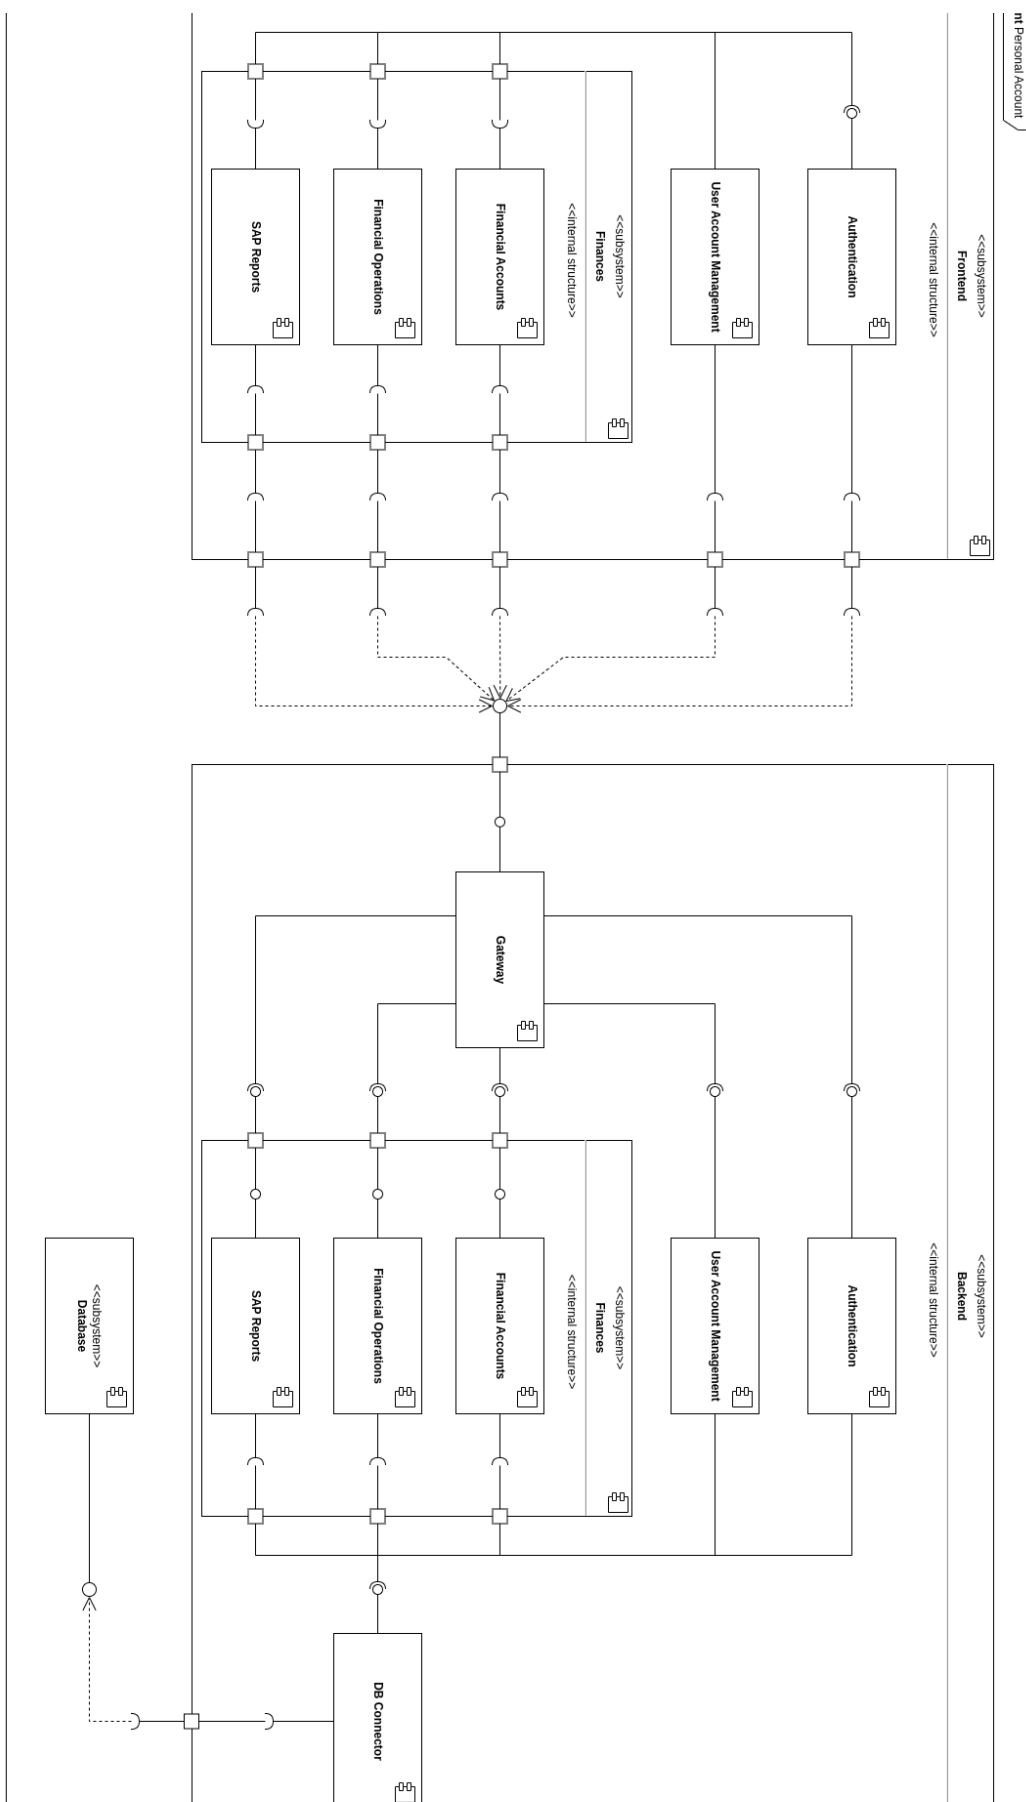 nt Personal Account
<<subsystem>>
Frontend
<<internal structure>>
Authentication
User Account Management
<<subsystem>>
Finances
<<internal structure>>
Financial Accounts
Financial Operations
SAP Reports
Gateway
<<subsystem>>
Backend
<<internal structure>>
Authentication
User Account Management
<<subsystem>>
Finances
<<internal structure>>
Financial Accounts
Financial Operations
SAP Reports
<<subsystem>>
Database
DB Connector